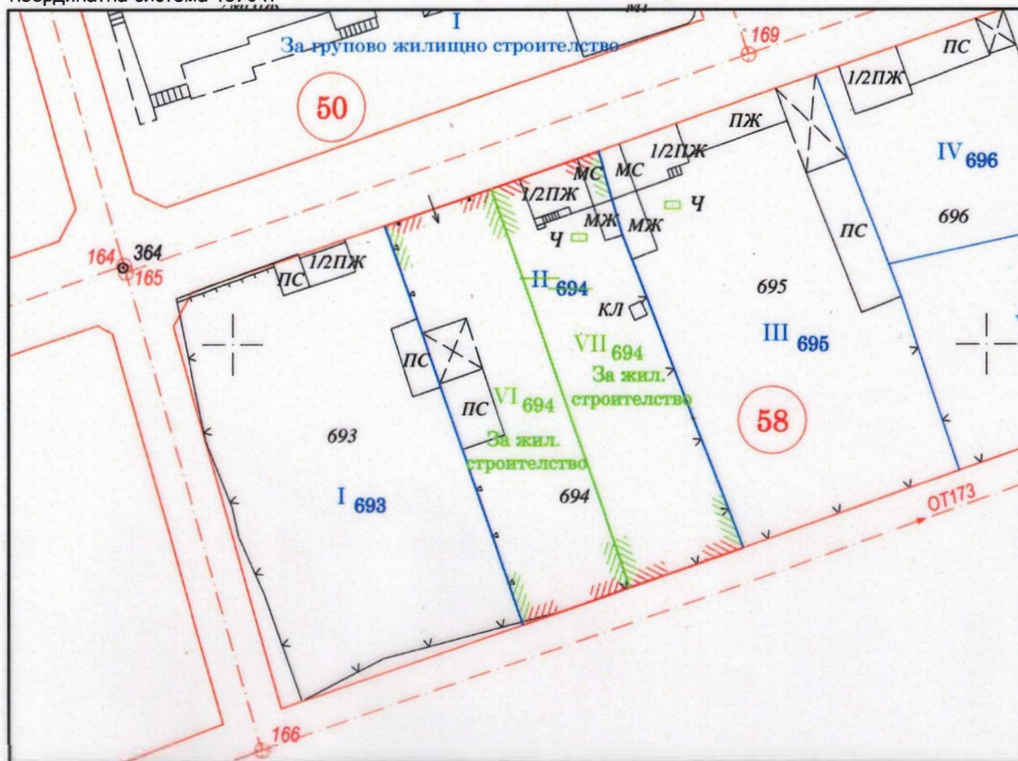 I
За групово жилищно строителство
50
169
ПС
1/2ПЖ
ПЖ
1/2ПЖ
МС
МС
1/2ПЖ
МЖ
МЖ
Ч
Ч
IV 696
696
ПС
164
364
165
ПС
1/2ПЖ
II 694
КЛ
695
III 695
ПС
VII 694
За жил.
строителство
ПС
VI 694
За жил.
строителство
58
693
I 693
694
ОТ173
166